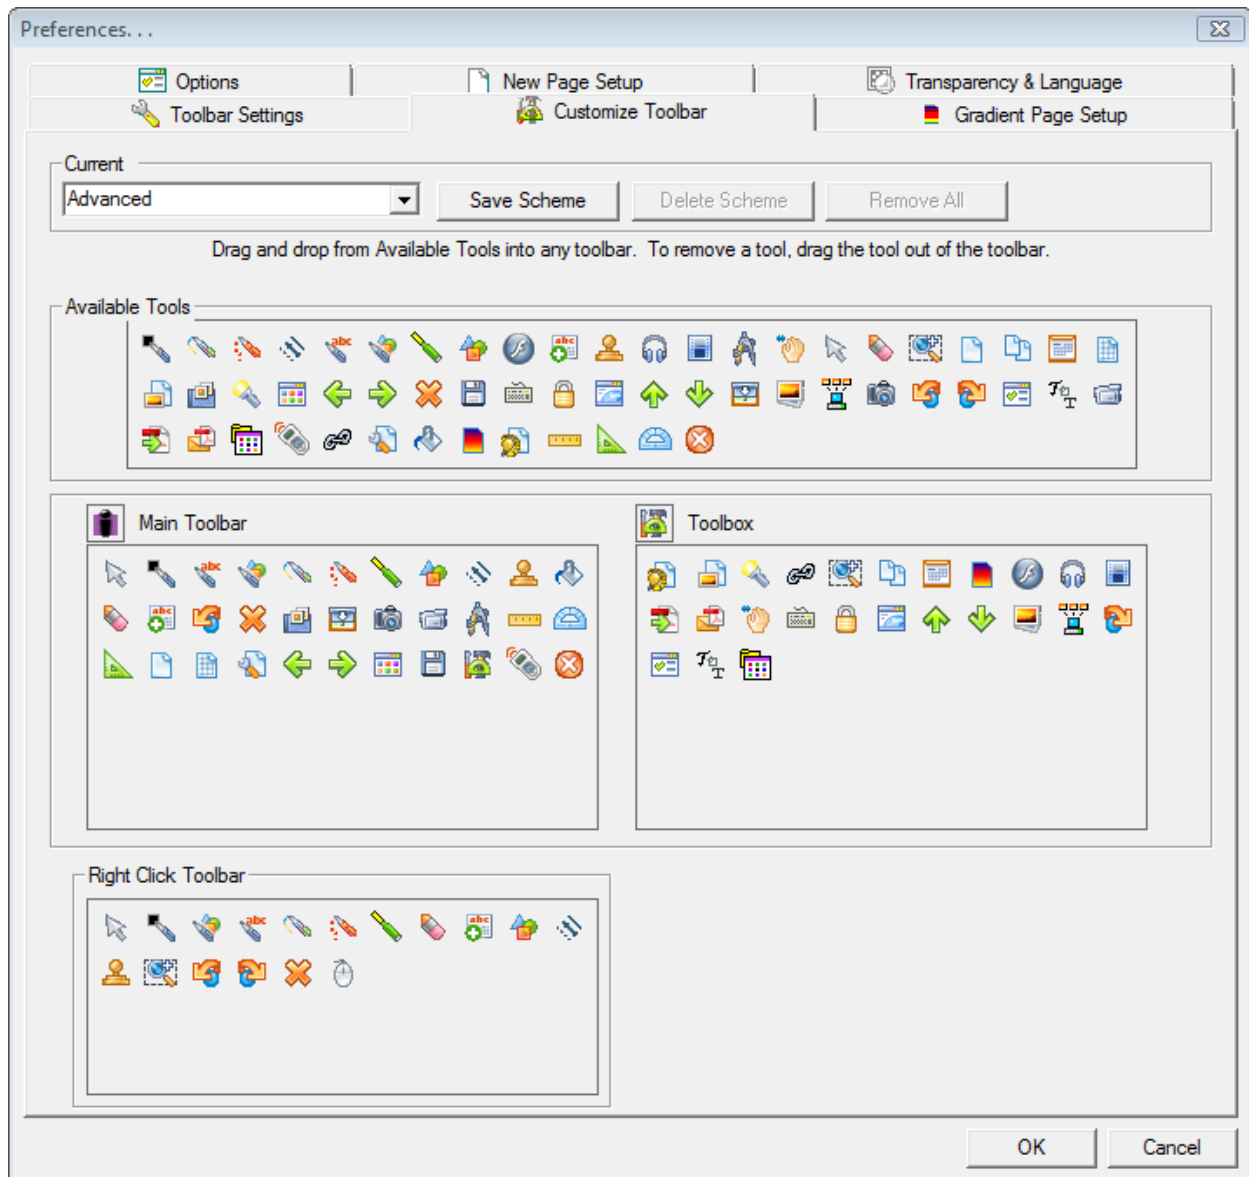 Preferences. . .
Options
New Page Setup
Transparency & Language
Toolbar Settings
Customize Toolbar
Gradient Page Setup
Current
Advanced
Save Scheme
Delete Scheme
Remove All
Drag and drop from Available Tools into any toolbar. To remove a tool, drag the tool out of the toolbar.
Available Tools
Main Toolbar
Toolbox
Right Click Toolbar
OK
Cancel